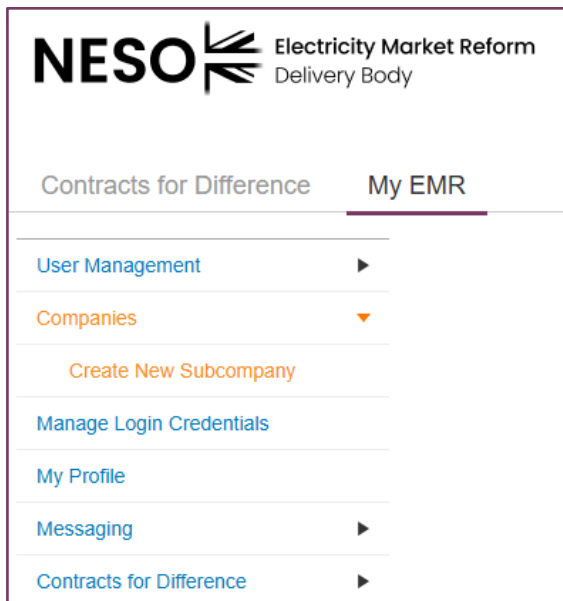 NESO Electricity Market Reform
Delivery Body
Contracts for Difference My EMR
User Management
Companies
Create New Subcompany
Manage Login Credentials
My Profile
Messaging
Contracts for Difference